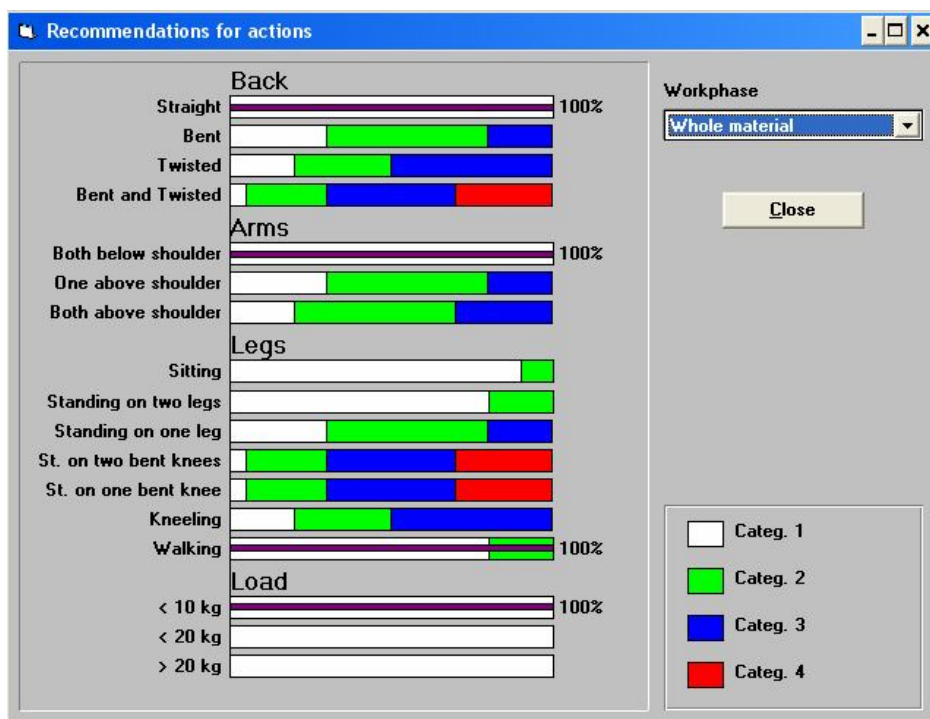 Recommendations for actions
Back
Straight 100%
Bent
Twisted
Bent and Twisted
Arms
Both below shoulder 100%
One above shoulder
Both above shoulder
Legs
Sitting
Standing on two legs
Standing on one leg
St. on two bent knees
St. on one bent knee
Kneeling
Walking 100%
Load
< 10 kg 100%
< 20 kg
> 20 kg
Workphase
Whole material
Close
Categ. 1
Categ. 2
Categ. 3
Categ. 4